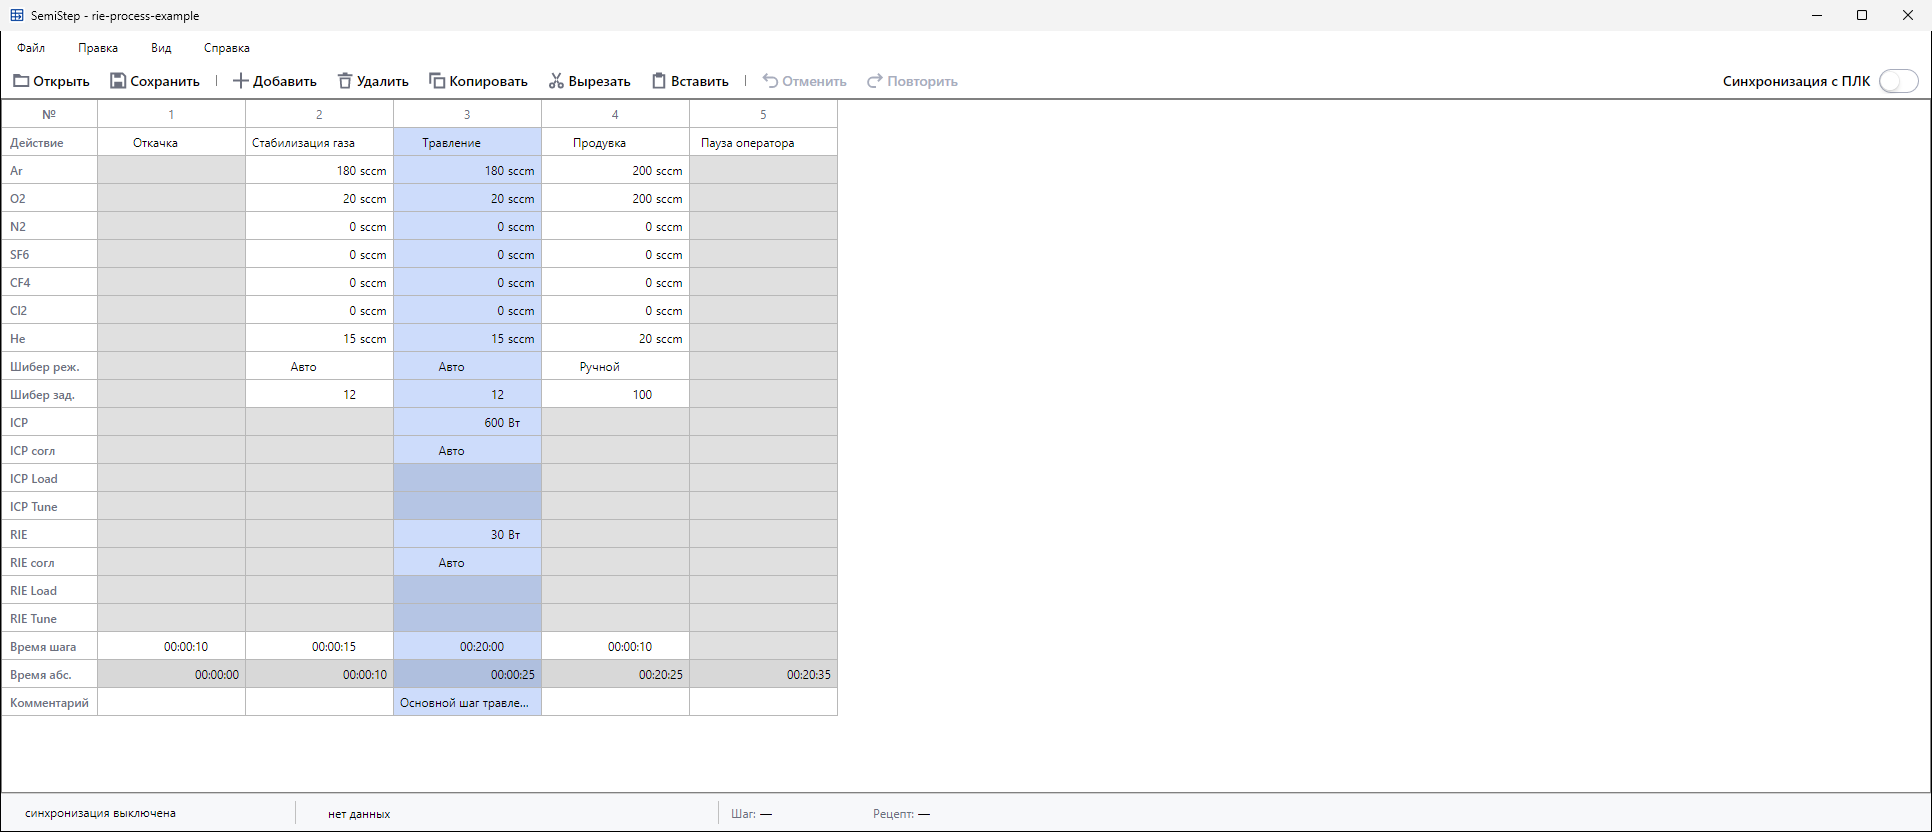 SemiStep - rie-process-example
Файл Правка Вид Справка
Открыть Сохранить Добавить Удалить Копировать Вырезать Вставить Отменить Повторить Синхронизация с ПЛК
№ 1 2 3 4 5
Действие Откачка Стабилизация газа Травление Продувка Пауза оператора
Ar 180 sccm 180 sccm 200 sccm
O2 20 sccm 20 sccm 200 sccm
N2 0 sccm 0 sccm 0 sccm
SF6 0 sccm 0 sccm 0 sccm
CF4 0 sccm 0 sccm 0 sccm
Cl2 0 sccm 0 sccm 0 sccm
He 15 sccm 15 sccm 20 sccm
Шибер реж. Авто Авто Ручной
Шибер зад. 12 12 100
ICP 600 Вт
ICP согл Авто
ICP Load
ICP Tune
RIE 30 Вт
RIE согл Авто
RIE Load
RIE Tune
Время шага 00:00:10 00:00:15 00:20:00 00:00:10
Время абс. 00:00:00 00:00:10 00:00:25 00:20:25 00:20:35
Комментарий Основной шаг травле...
синхронизация выключена нет данных Шаг: — Рецепт: —